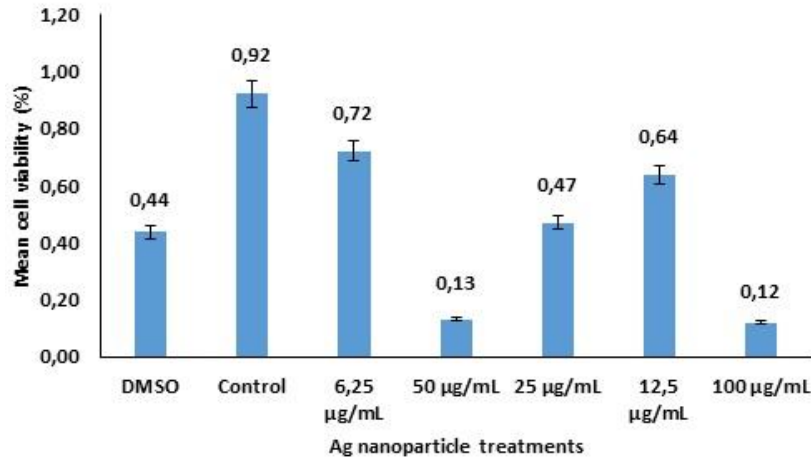 1,20
1,00
0,80
0,60
0,40
0,20
0,00
Mean cell viability (%)
0,44
0,92
0,72
0,13
0,47
0,64
0,12
DMSO
Control
6,25
µg/mL
50 µg/mL
25 µg/mL
12,5
µg/mL
100 µg/mL
Ag nanoparticle treatments